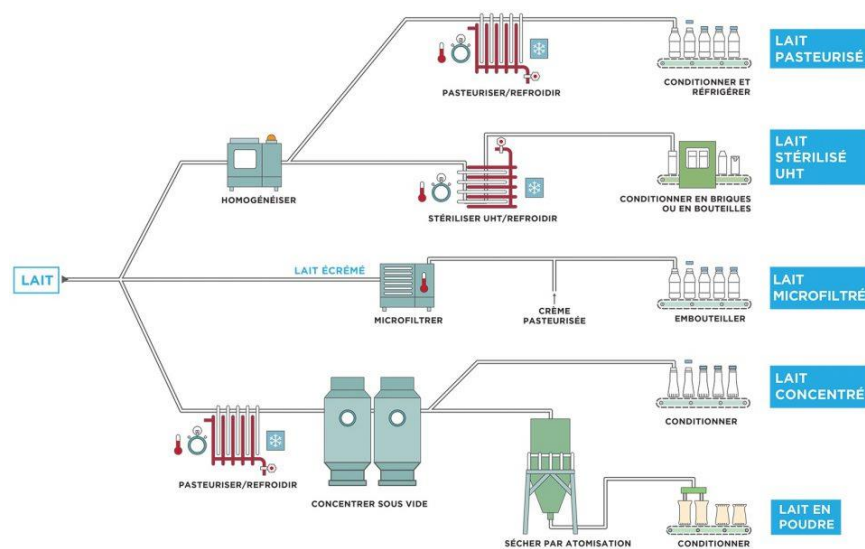 LAIT
PASTEURISÉ
PASTEURISER/REFROIDIR
CONDITIONNER ET
RÉFRIGÉRER
LAIT
STÉRILISÉ
UHT
HOMOGÉNÉISER
STÉRILISER UHT/REFROIDIR
CONDITIONNER EN BRIQUES
OU EN BOUTEILLES
LAIT
LAIT ÉCRÉMÉ
MICROFILTRER
CRÈME
PASTEURISÉE
EMBOUTEILLER
LAIT
MICROFILTRÉ
LAIT
CONCENTRÉ
CONDITIONNER
PASTEURISER/REFROIDIR
CONCENTRER SOUS VIDE
SÉCHER PAR ATOMISATION
CONDITIONNER
LAIT EN
POUDRE